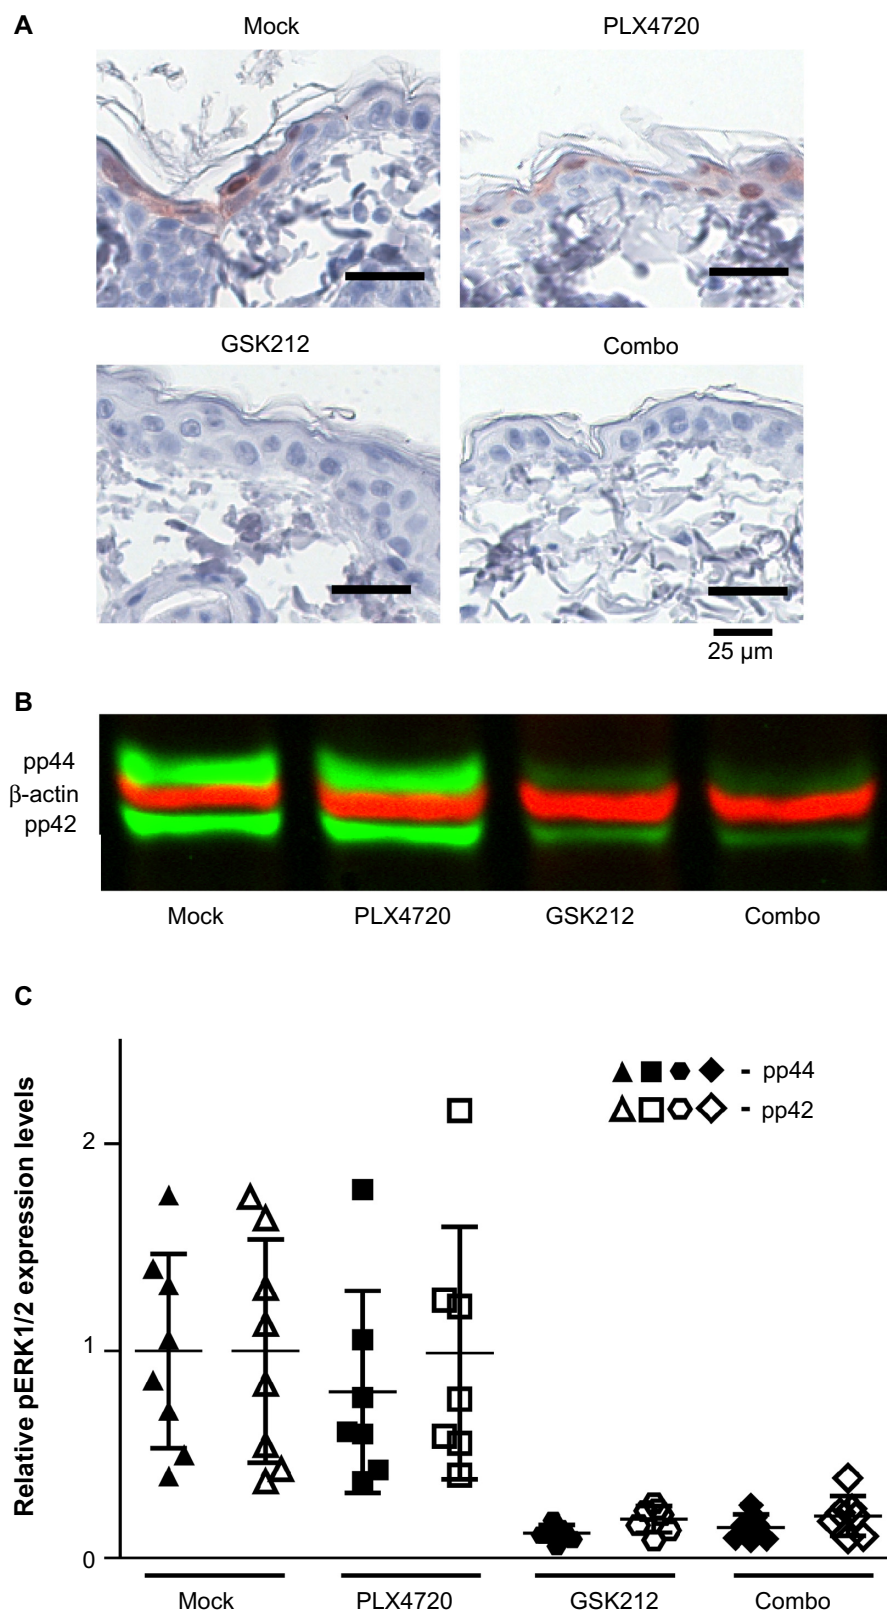 A
Mock
PLX4720
GSK212
Combo
25 µm
B
pp44
β-actin
pp42
Mock
PLX4720
GSK212
Combo
C
Relative pERK1/2 expression levels
2
1
0
- pp44
- pp42
Mock
PLX4720
GSK212
Combo